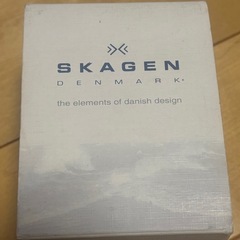 SKAGEN
DENMARK
the elements of danish design